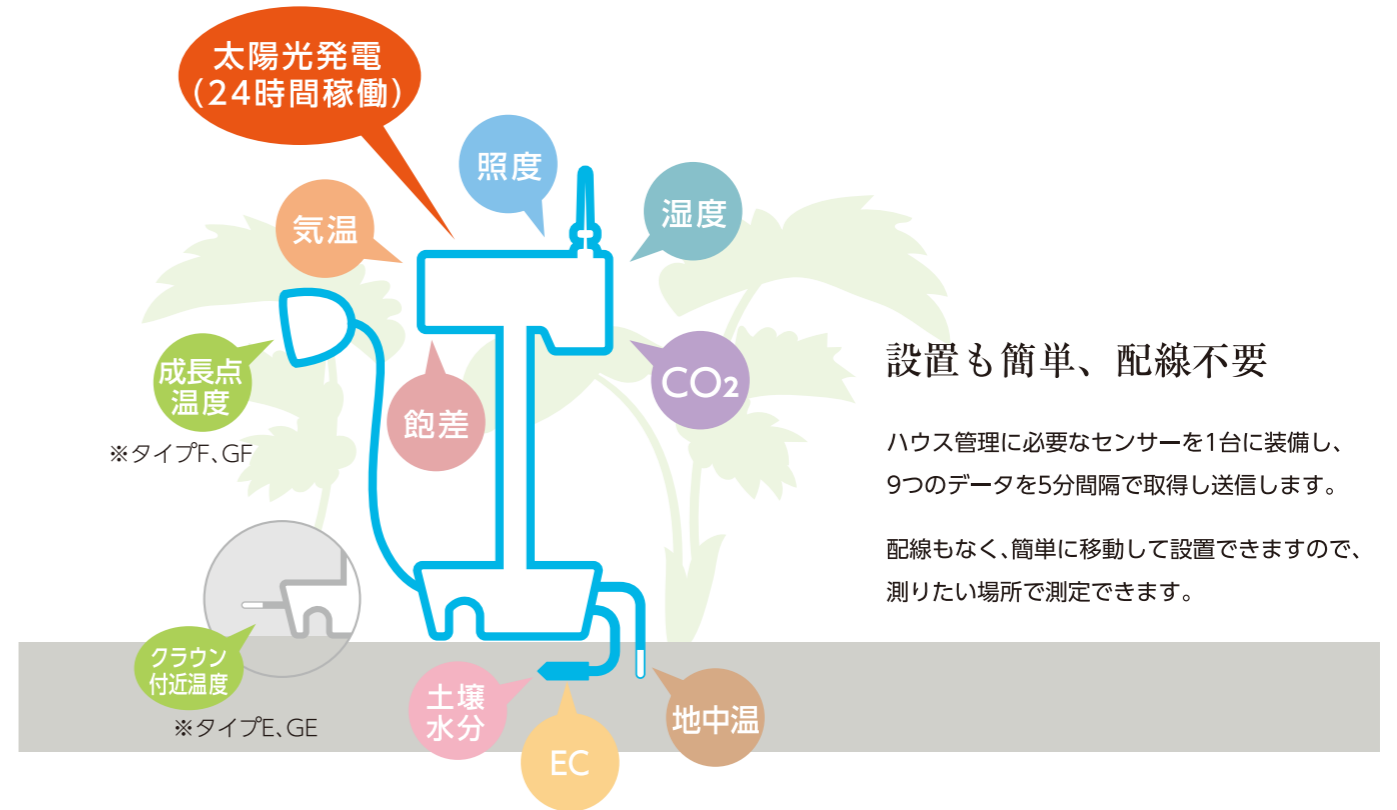 太陽光発電
（24時間稼働）
照度
湿度
気温
成長点
温度
※タイプF、GF
飽差
CO2
設置も簡単、配線不要
ハウス管理に必要なセンサーを1台に装備し、
9つのデータを5分間隔で取得し送信します。
配線もなく、簡単に移動して設置できますので、
測りたい場所で測定できます。
クラウン
付近温度
※タイプE、GE
土壌
水分
EC
地中温